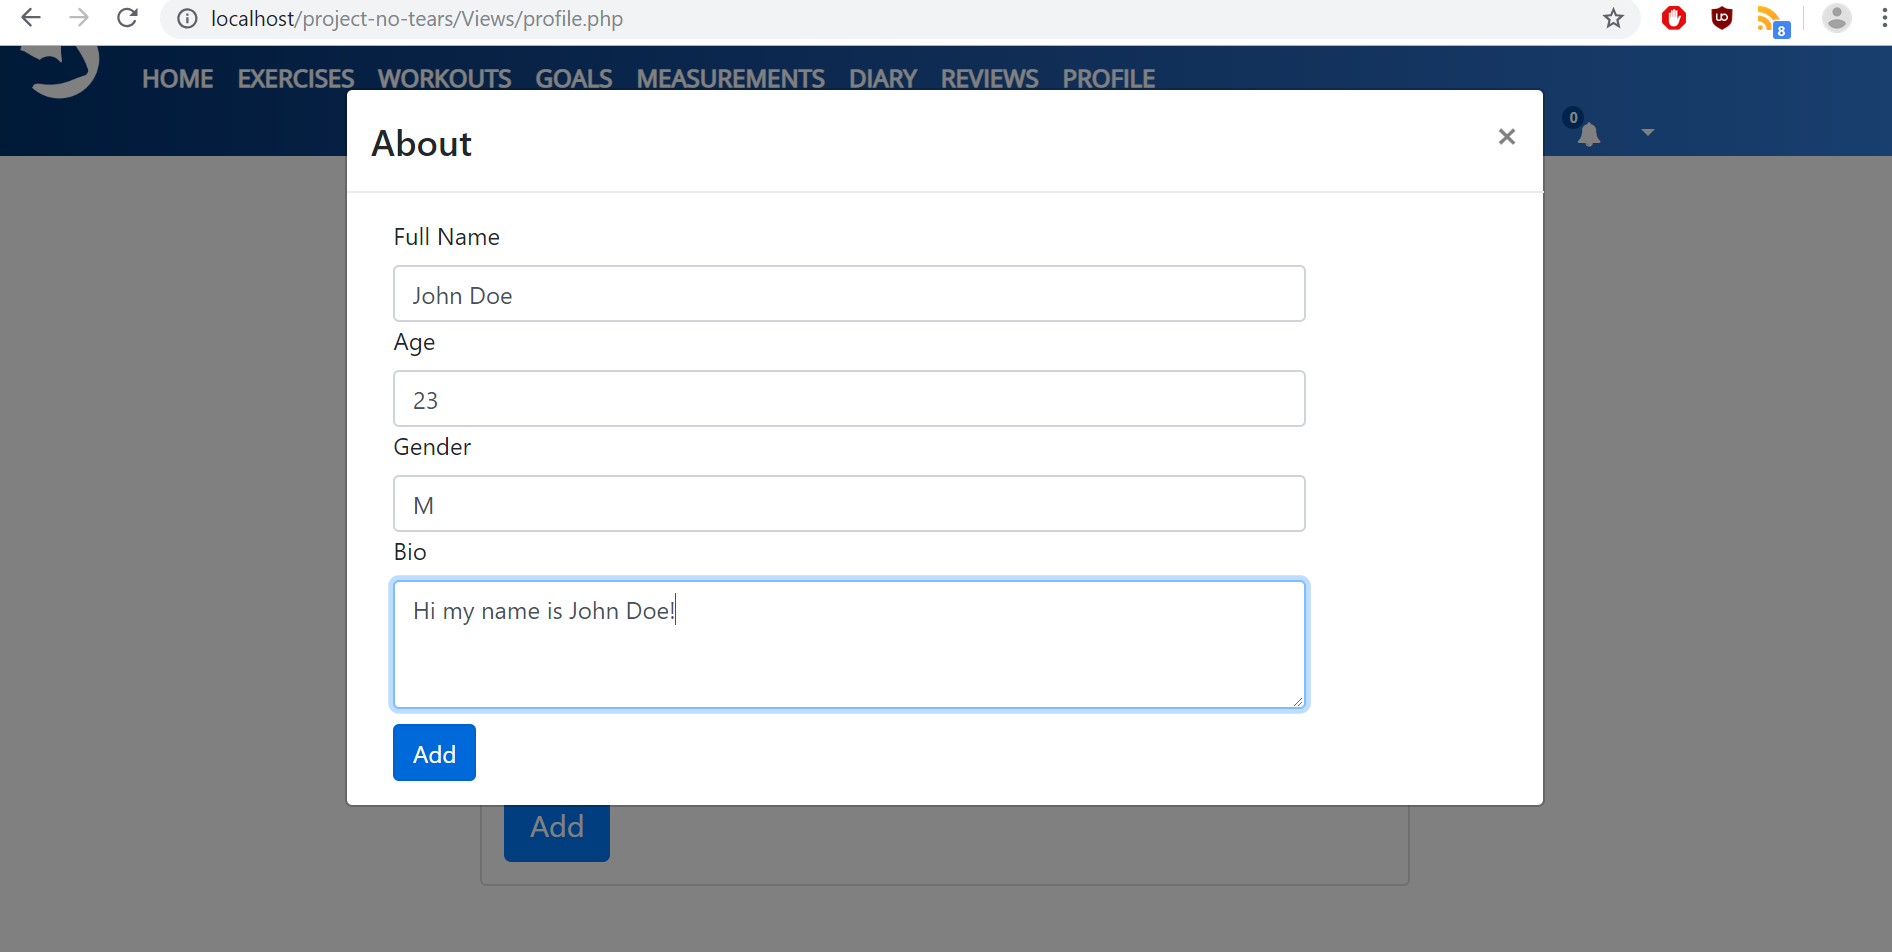 localhost/project-no-tears/Views/profile.php
8
HOME EXERCISES WORKOUTS GOALS MEASUREMENTS DIARY REVIEWS PROFILE
0
About
×
Full Name
John Doe
Age
23
Gender
M
Bio
Hi my name is John Doe!
Add
Add